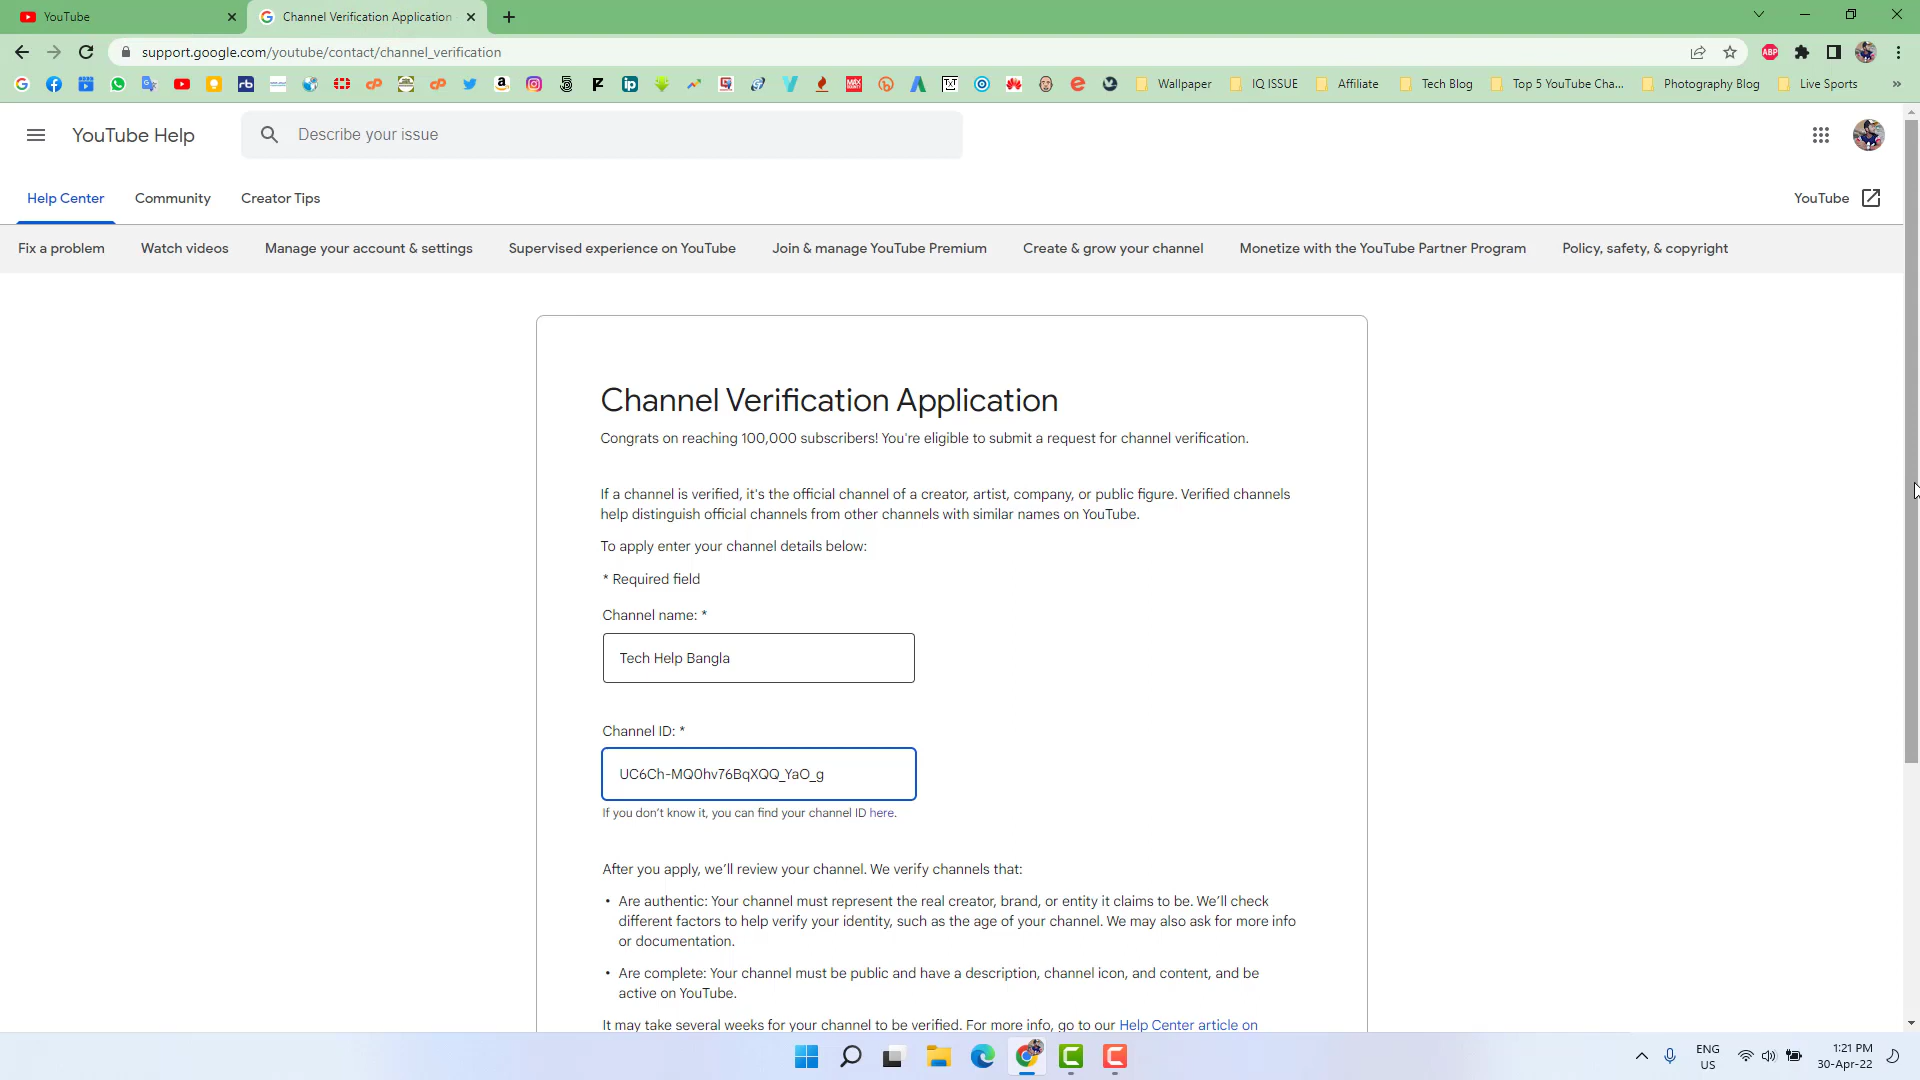 YouTube
Channel Verification Application
support.google.com/youtube/contact/channel_verification
ABP
Wallpaper
IQ ISSUE
Affiliate
Tech Blog
Top 5 YouTube Cha...
Photography Blog
Live Sports
YouTube Help
Describe your issue
Help Center
Community
Creator Tips
YouTube
Fix a problem
Watch videos
Manage your account & settings
Supervised experience on YouTube
Join & manage YouTube Premium
Create & grow your channel
Monetize with the YouTube Partner Program
Policy, safety, & copyright
Channel Verification Application
Congrats on reaching 100,000 subscribers! You're eligible to submit a request for channel verification.
If a channel is verified, it's the official channel of a creator, artist, company, or public figure. Verified channels
help distinguish official channels from other channels with similar names on YouTube.
To apply enter your channel details below:
* Required field
Channel name: *
Tech Help Bangla
Channel ID: *
UC6Ch-MQ0hv76BqXQQ_YaO_g
If you don't know it, you can find your channel ID here.
After you apply, we'll review your channel. We verify channels that:
• Are authentic: Your channel must represent the real creator, brand, or entity it claims to be. We'll check
different factors to help verify your identity, such as the age of your channel. We may also ask for more info
or documentation.
• Are complete: Your channel must be public and have a description, channel icon, and content, and be
active on YouTube.
It may take several weeks for your channel to be verified. For more info, go to our Help Center article on
ENG
US
1:21 PM
30-Apr-22